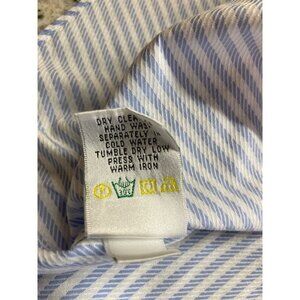 DRY CLEAN
HAND WASH
SEPARATELY IN
COLD WATER
TUMBLE DRY LOW
PRESS WITH
WARM IRON